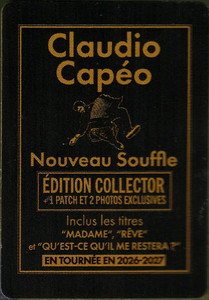 Claudio
Capéo
Nouveau Souffle
ÉDITION COLLECTOR
1 PATCH ET 2 PHOTOS EXCLUSIVES
Inclus les titres
"MADAME", "RÊVE"
et "QU'EST-CE QU'IL ME RESTERA ?"
EN TOURNÉE EN 2026-2027